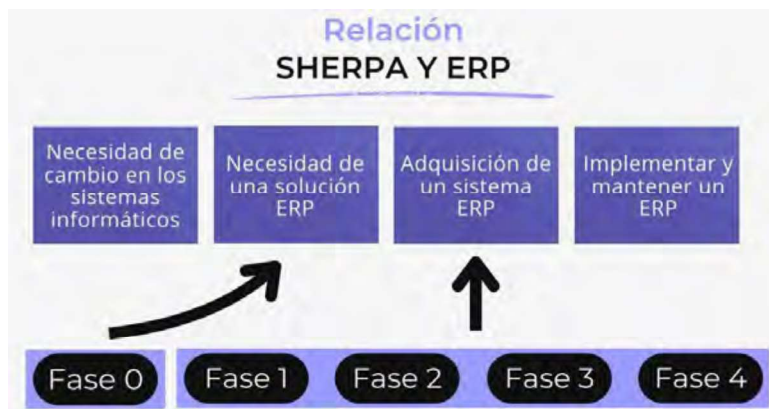 Relación
SHERPA Y ERP
Necesidad de
cambio en los
sistemas
informáticos
Necesidad de
una solución
ERP
Adquisición de
un sistema
ERP
Implementar y
mantener un
ERP
Fase 0
Fase 1
Fase 2
Fase 3
Fase 4